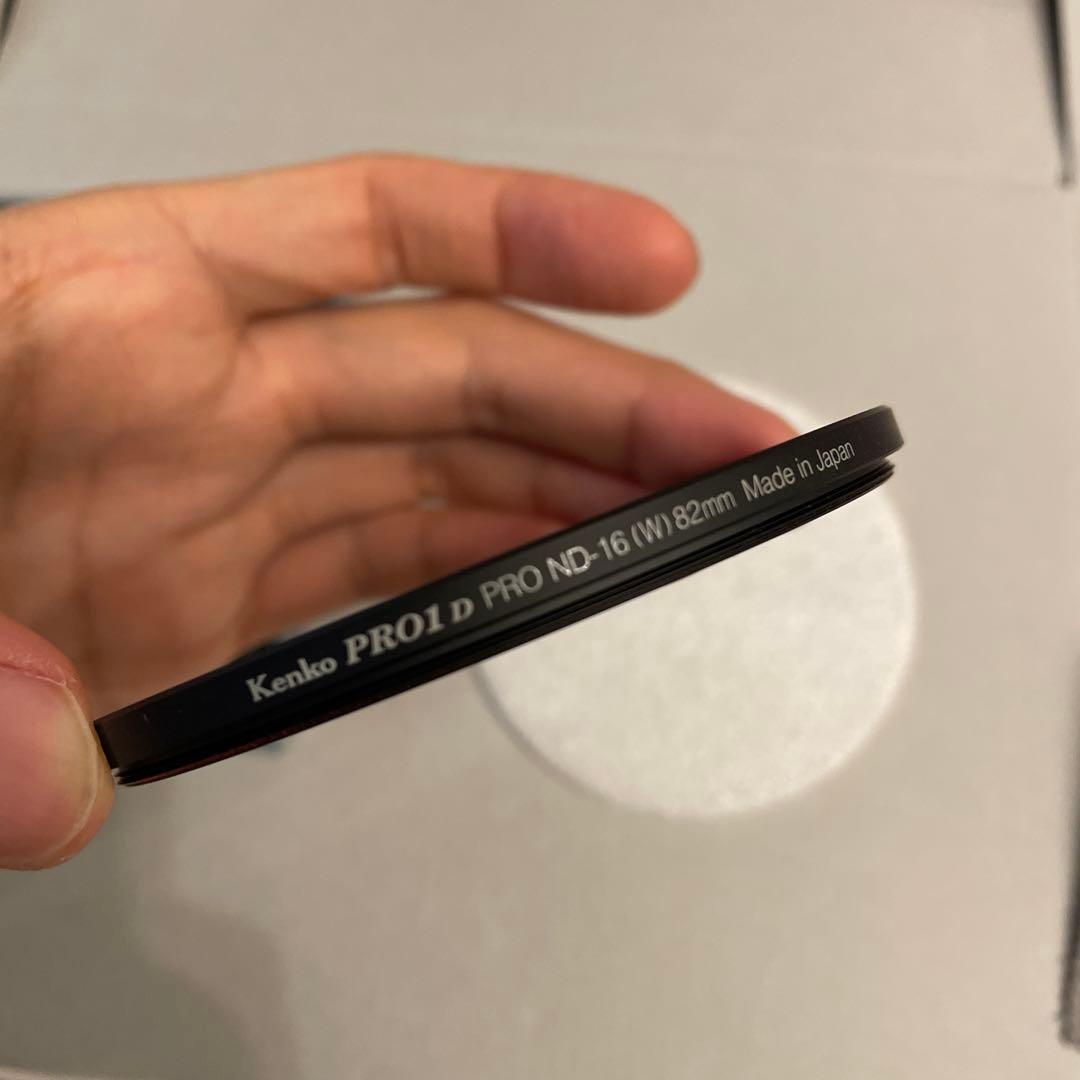 Kenko PRO1 D PRO ND-16 (W) 82mm Made in Japan